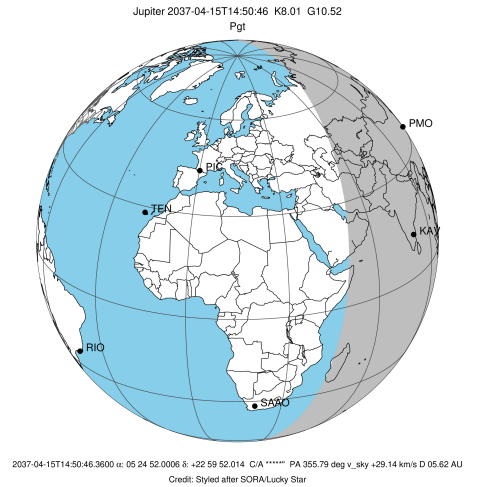 Jupiter 2037-04-15T14:50:46 K8.01 G10.52
Pgt
PMO
PIC
TEN
KAV
RIO
SAAO
2037-04-15T14:50:46.3600 α: 05 24 52.0006 δ: +22 59 52.014 C/A *****" PA 355.79 deg v_sky +29.14 km/s D 05.62 AU
Credit: Styled after SORA/Lucky Star